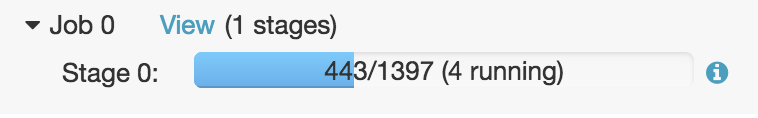 Job 0 View (1 stages)
Stage 0: 443/1397 (4 running)